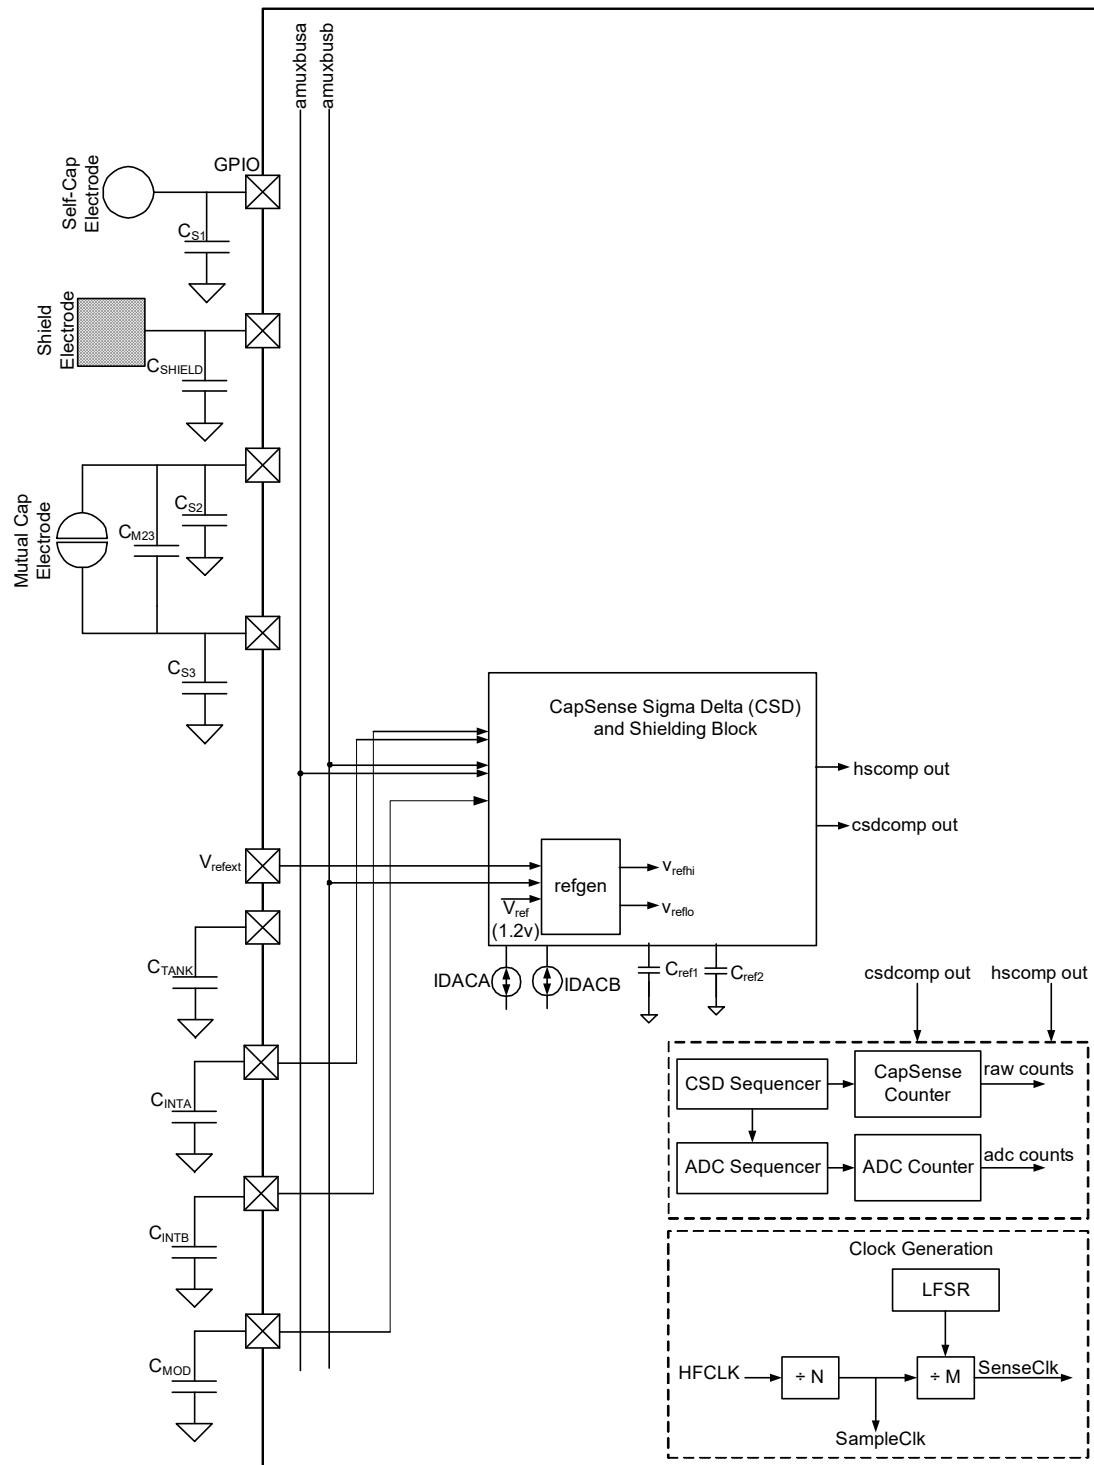 amuxbusa
amuxbusb
GPIO
Self-Cap
Electrode
CS1
Shield
Electrode
CSHIELD
Mutual Cap
Electrode
CS2
CM23
CS3
CapSense Sigma Delta (CSD)
and Shielding Block
hscomp out
csdcomp out
Vrefext
refgen
vrefhi
vreflo
Vref
(1.2v)
IDACA
IDACB
Cref1
Cref2
CTANK
csdcomp out
hscomp out
CSD Sequencer
CapSense
Counter
raw counts
CINTA
ADC Sequencer
ADC Counter
adc counts
CINTB
Clock Generation
LFSR
CMOD
HFCLK
÷ N
÷ M
SenseClk
SampleClk